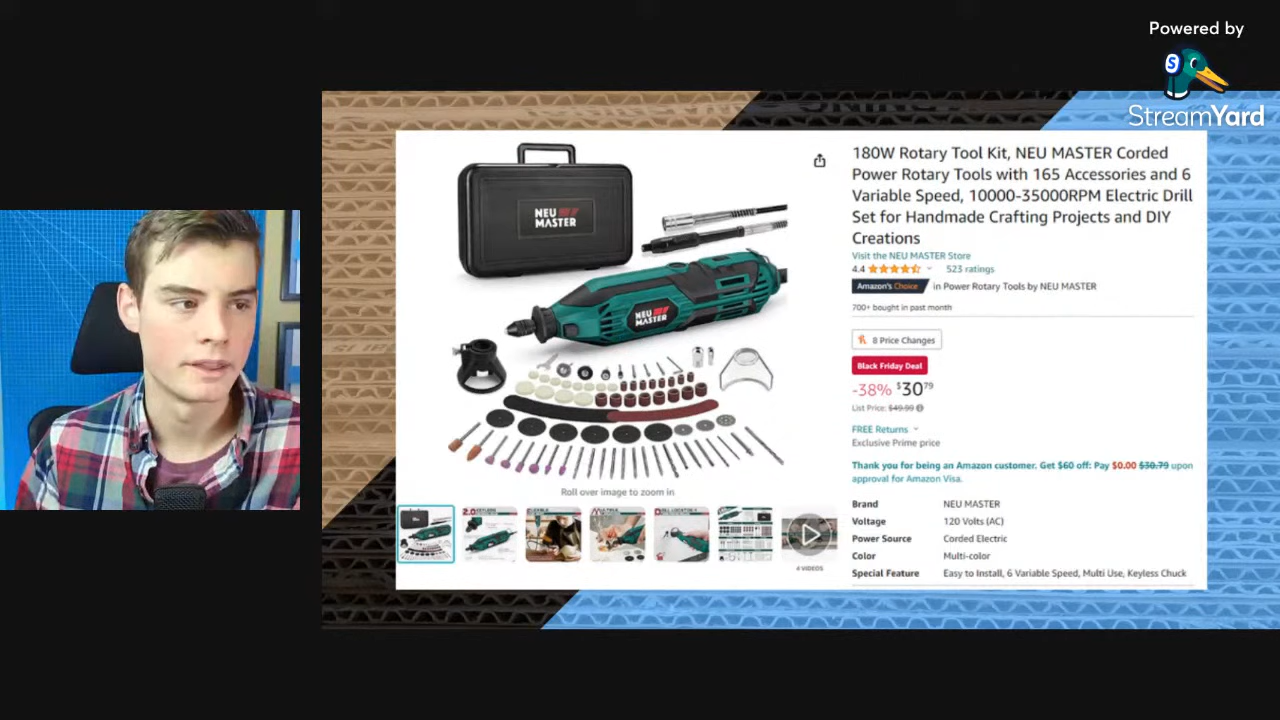 Powered by
S
StreamYard
180W Rotary Tool Kit, NEU MASTER Corded
Power Rotary Tools with 165 Accessories and 6
Variable Speed, 10000-35000RPM Electric Drill
Set for Handmade Crafting Projects and DIY
Creations
Visit the NEU MASTER Store
4.4 523 ratings
Amazon's Choice in Power Rotary Tools by NEU MASTER
700+ bought in past month
8 Price Changes
Black Friday Deal
-38% $30 79
List Price: $49.99
FREE Returns
Exclusive Prime price
Thank you for being an Amazon customer. Get $60 off: Pay $0.00 $30.79 upon
approval for Amazon Visa.
Brand NEU MASTER
Voltage 120 Volts (AC)
Power Source Corded Electric
Color Multi-color
Special Feature Easy to Install, 6 Variable Speed, Multi Use, Keyless Chuck
NEU
MASTER
NEU
MASTER
Roll over image to zoom in
4 VIDEOS